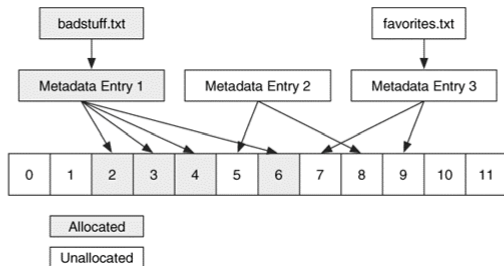 badstuff.txt favorites.txt
Metadata Entry 1 Metadata Entry 2 Metadata Entry 3
0 1 2 3 4 5 6 7 8 9 10 11
Allocated
Unallocated